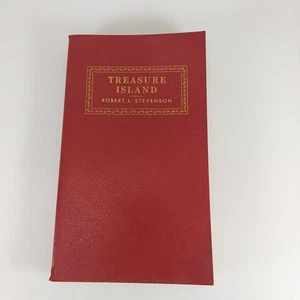 TREASURE
ISLAND
ROBERT L. STEVENSON